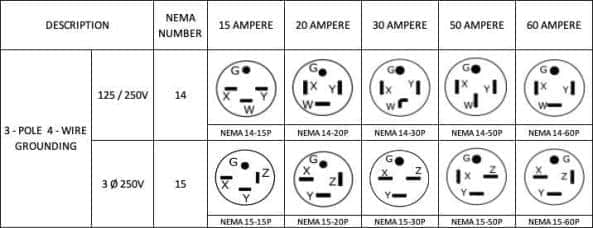 DESCRIPTION
NEMA
NUMBER
15 AMPERE
20 AMPERE
30 AMPERE
50 AMPERE
60 AMPERE
3 - POLE 4 - WIRE
GROUNDING
125 / 250V
14
G
X
Y
W
NEMA 14-15P
G
X
Y
W
NEMA 14-20P
G
X
Y
W
NEMA 14-30P
G
X
Y
W
NEMA 14-50P
G
X
Y
W
NEMA 14-60P
3 Ø 250V
15
G
X
Z
Y
NEMA 15-15P
G
X
Z
Y
NEMA 15-20P
G
X
Z
Y
NEMA 15-30P
G
X
Z
Y
NEMA 15-50P
G
X
Z
Y
NEMA 15-60P